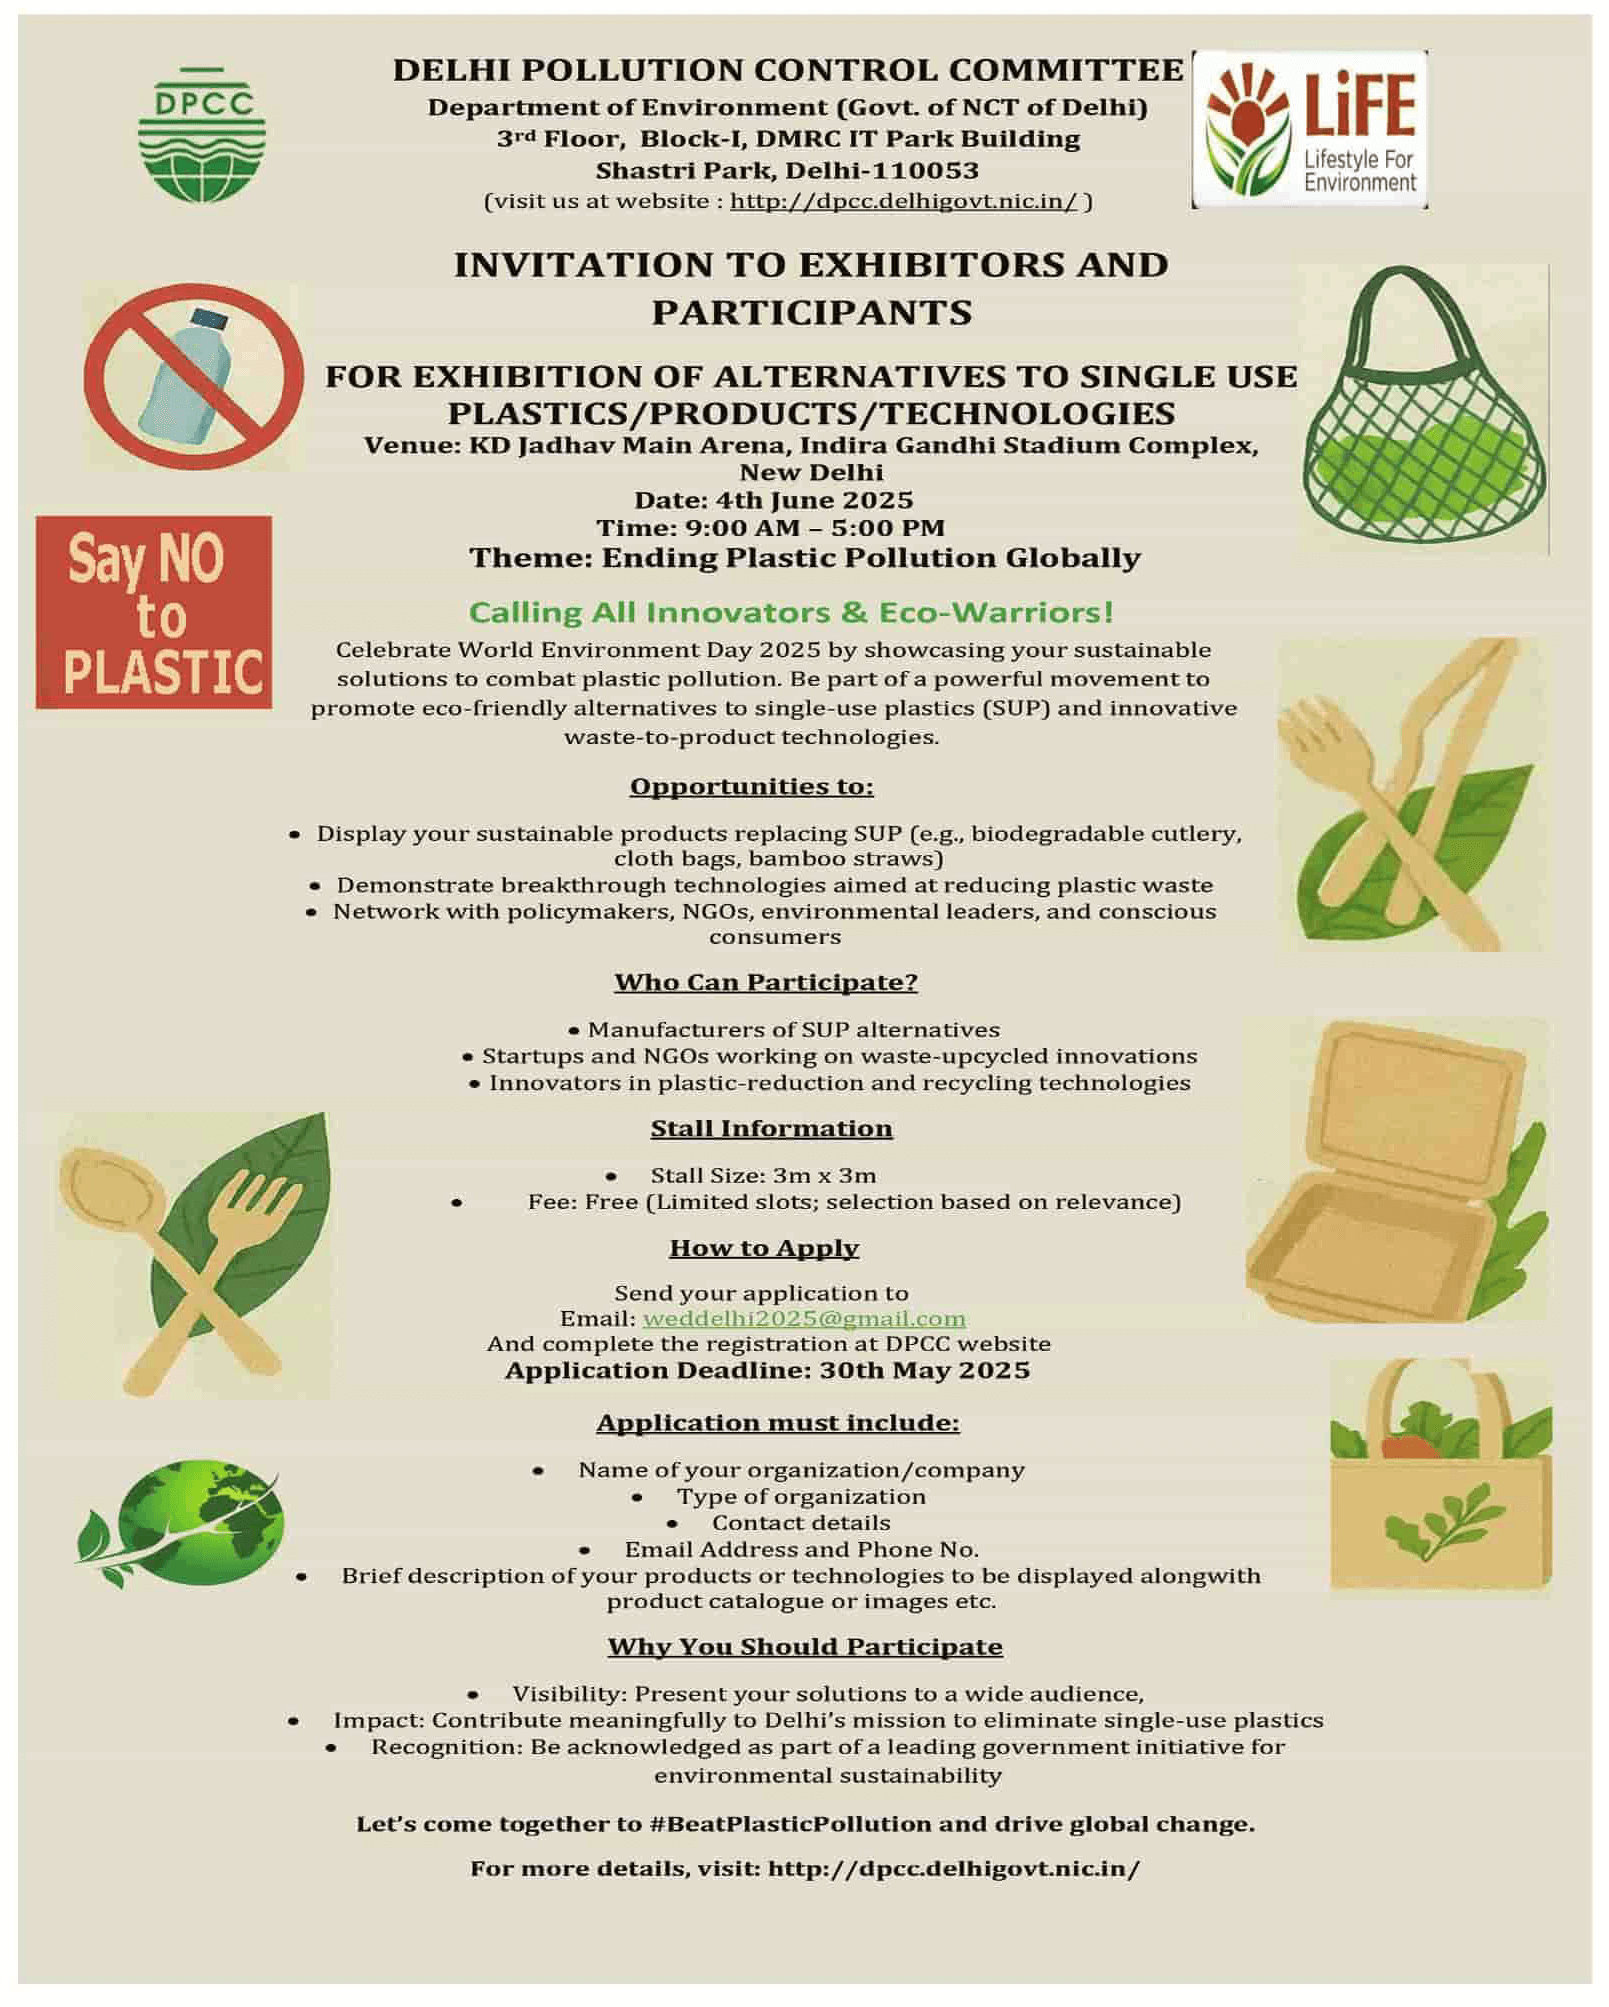 DPCC
DELHI POLLUTION CONTROL COMMITTEE
Department of Environment (Govt. of NCT of Delhi)
3rd Floor, Block-I, DMRC IT Park Building
Shastri Park, Delhi-110053
(visit us at website : http://dpcc.delhigovt.nic.in/ )
LiFE
Lifestyle For
Environment
INVITATION TO EXHIBITORS AND
PARTICIPANTS
FOR EXHIBITION OF ALTERNATIVES TO SINGLE USE
PLASTICS/PRODUCTS/TECHNOLOGIES
Venue: KD Jadhav Main Arena, Indira Gandhi Stadium Complex,
New Delhi
Date: 4th June 2025
Time: 9:00 AM – 5:00 PM
Theme: Ending Plastic Pollution Globally
Say NO
to
PLASTIC
Calling All Innovators & Eco-Warriors!
Celebrate World Environment Day 2025 by showcasing your sustainable
solutions to combat plastic pollution. Be part of a powerful movement to
promote eco-friendly alternatives to single-use plastics (SUP) and innovative
waste-to-product technologies.
Opportunities to:
• Display your sustainable products replacing SUP (e.g., biodegradable cutlery,
cloth bags, bamboo straws)
• Demonstrate breakthrough technologies aimed at reducing plastic waste
• Network with policymakers, NGOs, environmental leaders, and conscious
consumers
Who Can Participate?
• Manufacturers of SUP alternatives
• Startups and NGOs working on waste-upcycled innovations
• Innovators in plastic-reduction and recycling technologies
Stall Information
• Stall Size: 3m x 3m
• Fee: Free (Limited slots; selection based on relevance)
How to Apply
Send your application to
Email: weddelhi2025@gmail.com
And complete the registration at DPCC website
Application Deadline: 30th May 2025
Application must include:
• Name of your organization/company
• Type of organization
• Contact details
• Email Address and Phone No.
• Brief description of your products or technologies to be displayed alongwith
product catalogue or images etc.
Why You Should Participate
• Visibility: Present your solutions to a wide audience,
• Impact: Contribute meaningfully to Delhi's mission to eliminate single-use plastics
• Recognition: Be acknowledged as part of a leading government initiative for
environmental sustainability
Let's come together to #BeatPlasticPollution and drive global change.
For more details, visit: http://dpcc.delhigovt.nic.in/